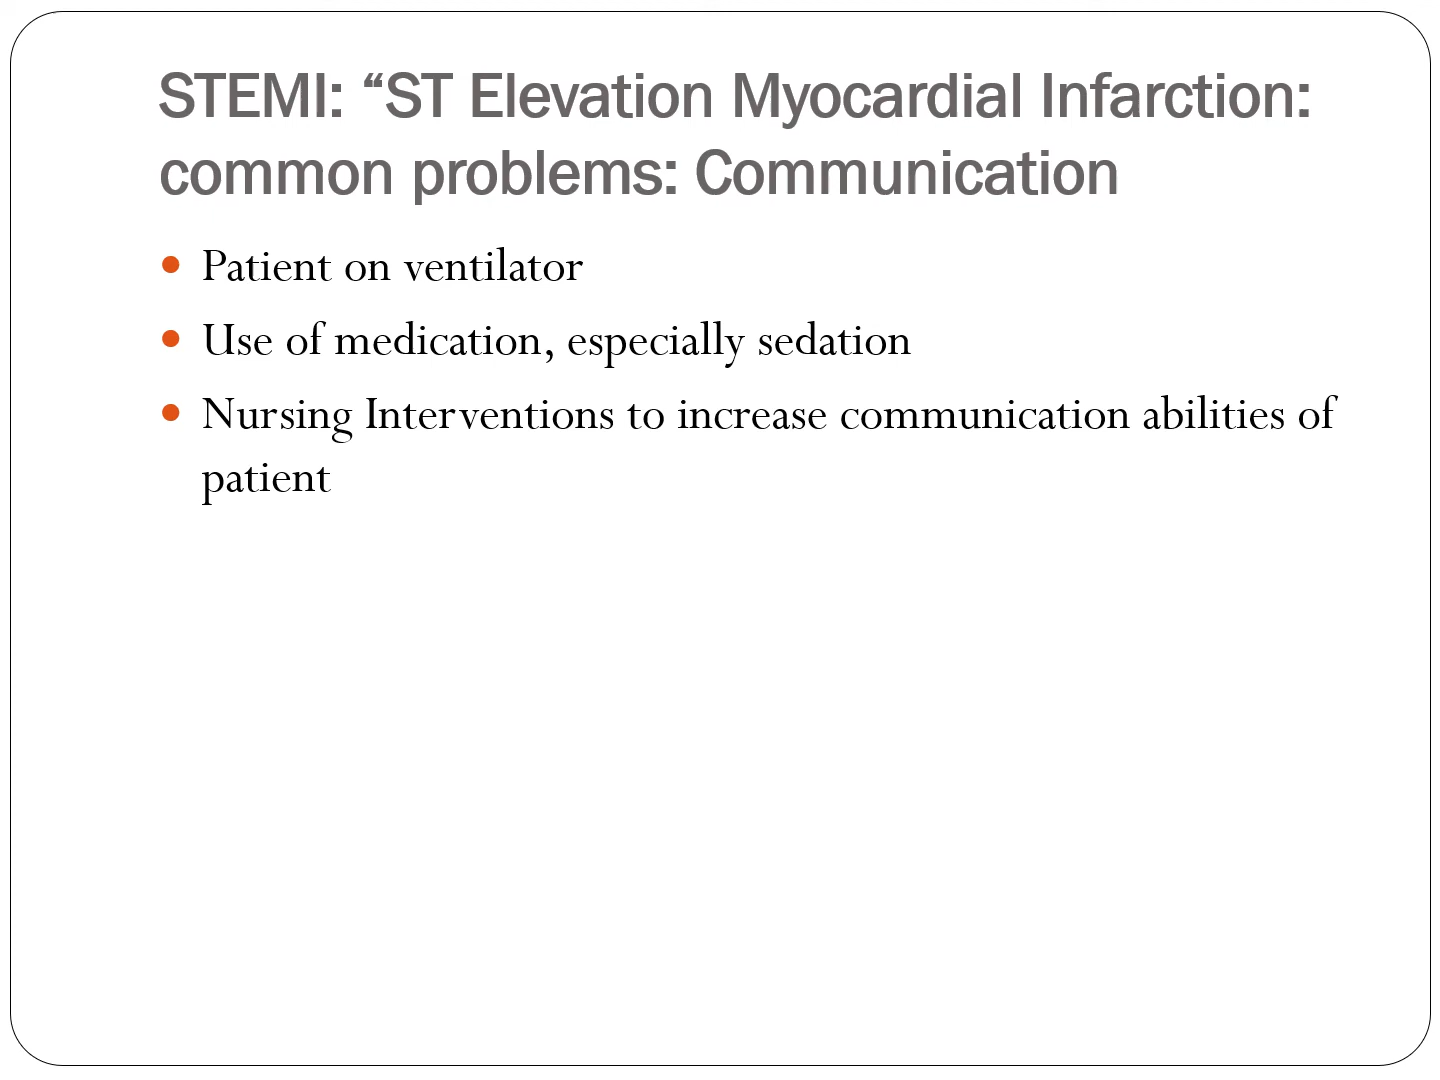 STEMI: “ST Elevation Myocardial Infarction:
common problems: Communication
• Patient on ventilator
• Use of medication, especially sedation
• Nursing Interventions to increase communication abilities of
patient